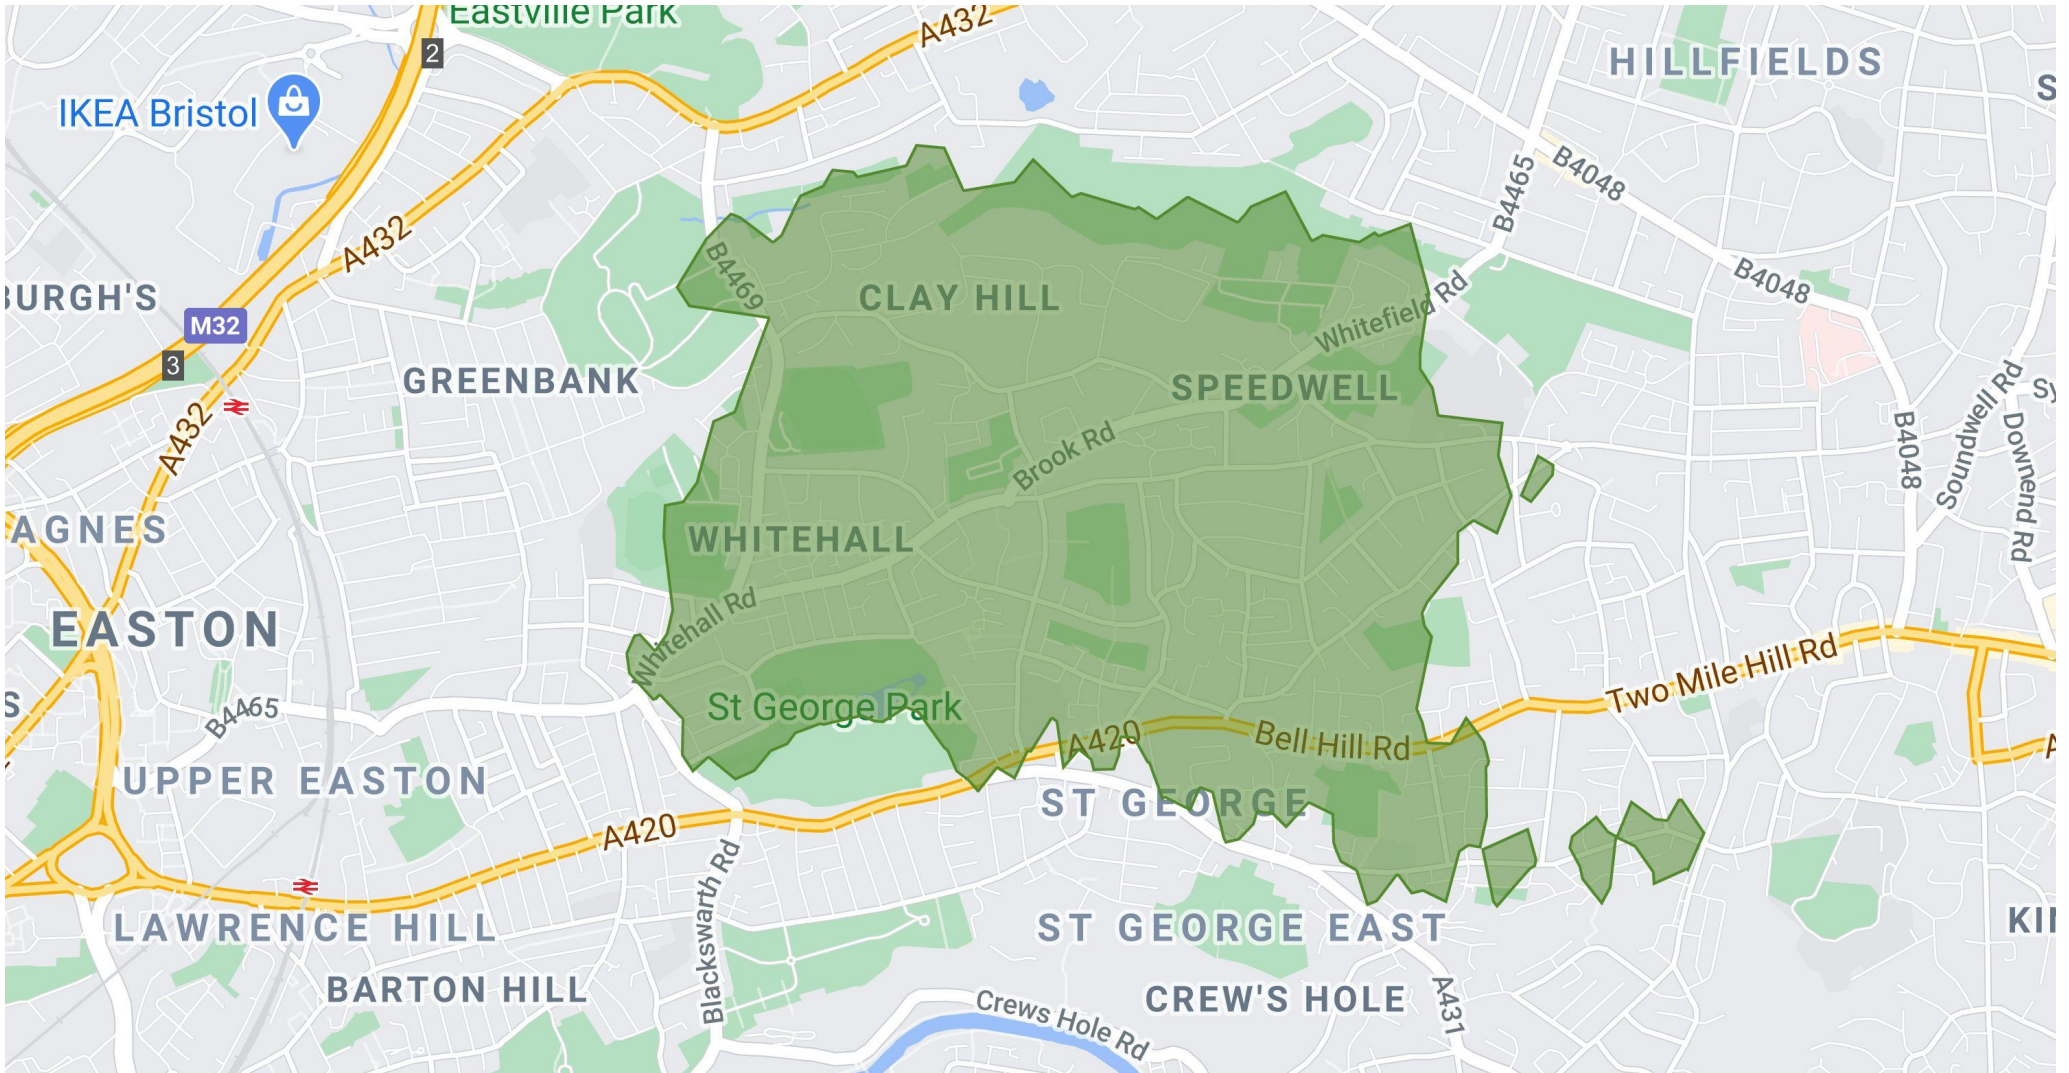 Eastville Park
A432
2
HILLFIELDS
S
IKEA Bristol
B4048
B4465
A432
B4469
B4048
BURGH'S
CLAY HILL
Whitefield Rd
M32
3
GREENBANK
SPEEDWELL
Soundwell Rd
Sy
A432
Brook Rd
B4048
Downend Rd
AGNES
WHITEHALL
EASTON
Whitehall Rd
Two Mile Hill Rd
S
B4465
St George Park
A420
Bell Hill Rd
A
UPPER EASTON
ST GEORGE
A420
Blackswarth Rd
LAWRENCE HILL
ST GEORGE EAST
KIN
BARTON HILL
CREW'S HOLE
Crews Hole Rd
A431